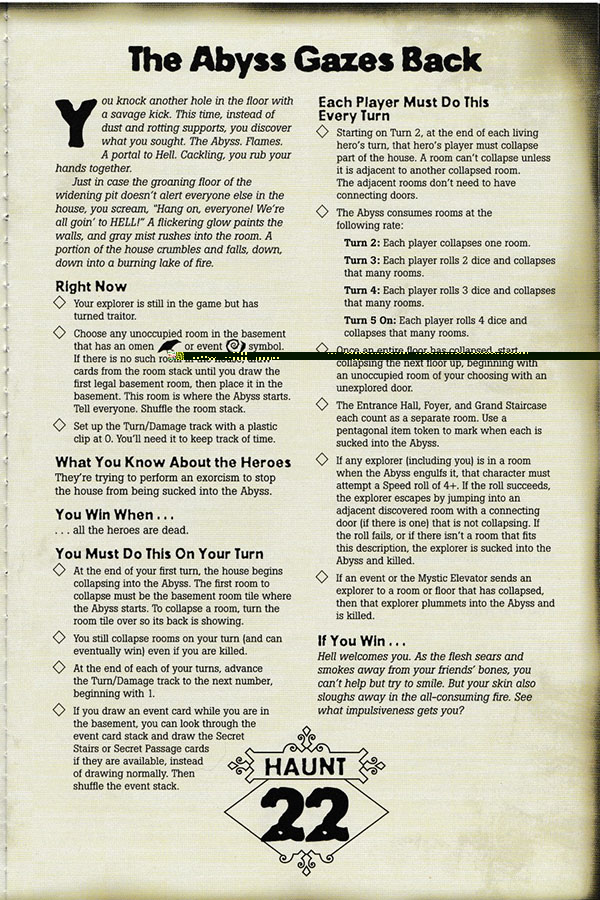 The Abyss Gazes Back
You knock another hole in the floor with
a savage kick. This time, instead of
dust and rotting supports, you discover
what you sought. The Abyss. Flames.
A portal to Hell. Cackling, you rub your
hands together.
Just in case the groaning floor of the
widening pit doesn't alert everyone else in the
house, you scream, "Hang on, everyone! We're
all goin' to HELL!" A flickering glow paints the
walls, and gray mist rushes into the room. A
portion of the house crumbles and falls, down,
down into a burning lake of fire.
Right Now
Your explorer is still in the game but has
turned traitor.
Choose any unoccupied room in the basement
that has an omen or event symbol.
If there is no such
cards from the room stack until you draw the
first legal basement room, then place it in the
basement. This room is where the Abyss starts.
Tell everyone. Shuffle the room stack.
Set up the Turn/Damage track with a plastic
clip at 0. You'll need it to keep track of time.
What You Know About the Heroes
They're trying to perform an exorcism to stop
the house from being sucked into the Abyss.
You Win When . . .
. . . all the heroes are dead.
You Must Do This On Your Turn
At the end of your first turn, the house begins
collapsing into the Abyss. The first room to
collapse must be the basement room tile where
the Abyss starts. To collapse a room, turn the
room tile over so its back is showing.
You still collapse rooms on your turn (and can
eventually win) even if you are killed.
At the end of each of your turns, advance
the Turn/Damage track to the next number,
beginning with 1.
If you draw an event card while you are in
the basement, you can look through the
event card stack and draw the Secret
Stairs or Secret Passage cards
if they are available, instead
of drawing normally. Then
shuffle the event stack.
Each Player Must Do This
Every Turn
Starting on Turn 2, at the end of each living
hero's turn, that hero's player must collapse
part of the house. A room can't collapse unless
it is adjacent to another collapsed room.
The adjacent rooms don't need to have
connecting doors.
The Abyss consumes rooms at the
following rate:
Turn 2: Each player collapses one room.
Turn 3: Each player rolls 2 dice and collapses
that many rooms.
Turn 4: Each player rolls 3 dice and collapses
that many rooms.
Turn 5 On: Each player rolls 4 dice and
collapses that many rooms.
Once an entire floor has collapsed, start
collapsing the next floor up, beginning with
an unoccupied room of your choosing with an
unexplored door.
The Entrance Hall, Foyer, and Grand Staircase
each count as a separate room. Use a
pentagonal item token to mark when each is
sucked into the Abyss.
If any explorer (including you) is in a room
when the Abyss engulfs it, that character must
attempt a Speed roll of 4+. If the roll succeeds,
the explorer escapes by jumping into an
adjacent discovered room with a connecting
door (if there is one) that is not collapsing. If
the roll fails, or if there isn't a room that fits
this description, the explorer is sucked into the
Abyss and killed.
If an event or the Mystic Elevator sends an
explorer to a room or floor that has collapsed,
then that explorer plummets into the Abyss and
is killed.
If You Win . . .
Hell welcomes you. As the flesh sears and
smokes away from your friends' bones, you
can't help but try to smile. But your skin also
sloughs away in the all-consuming fire. See
what impulsiveness gets you?
HAUNT
22